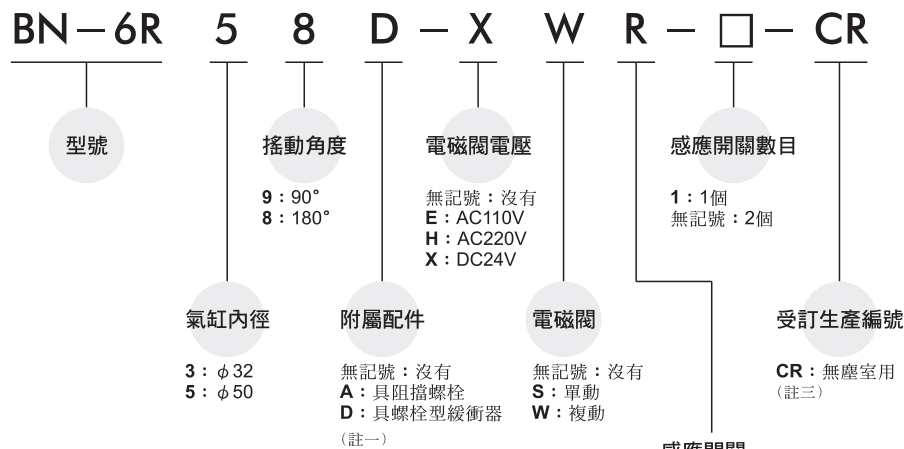 BN－6R 5 8 D－X W R－□－CR
型號
搖動角度
9：90°
8：180°
電磁閥電壓
無記號：沒有
E：AC110V
H：AC220V
X：DC24V
感應開關數目
1：1個
無記號：2個
氣缸內徑
3：ϕ32
5：ϕ50
附屬配件
無記號：沒有
A：具阻擋螺栓
D：具螺栓型緩衝器
（註一）
電磁閥
無記號：沒有
S：單動
W：複動
受訂生產編號
CR：無塵室用
（註三）
感應開關